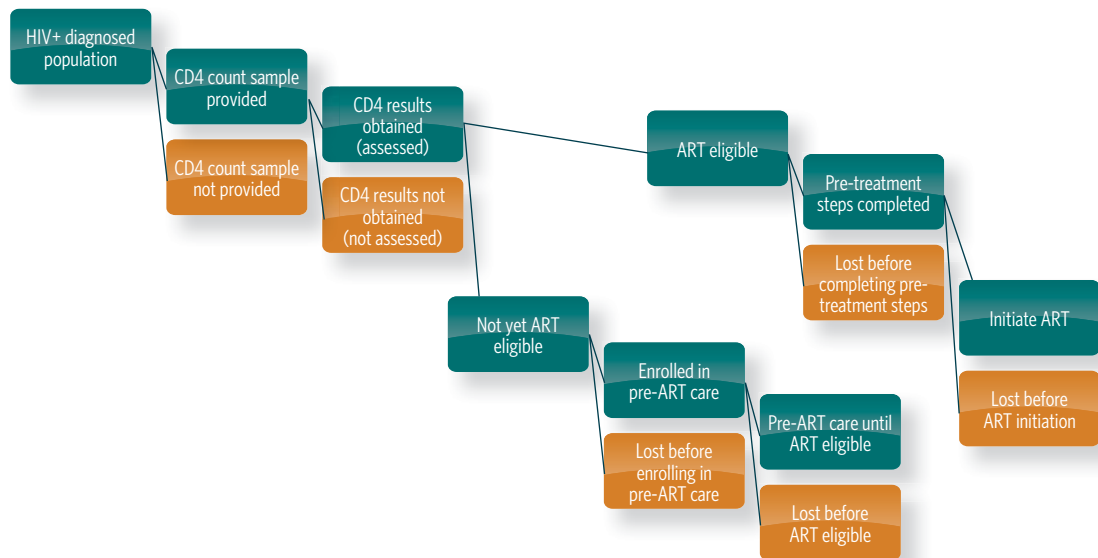 HIV+ diagnosed
population
CD4 count sample
provided
CD4 count sample
not provided
CD4 results
obtained
(assessed)
CD4 results not
obtained
(not assessed)
ART eligible
Pre-treatment
steps completed
Lost before
completing pre-
treatment steps
Initiate ART
Lost before
ART initiation
Not yet ART
eligible
Enrolled in
pre-ART care
Lost before
enrolling in
pre-ART care
Pre-ART care until
ART eligible
Lost before
ART eligible